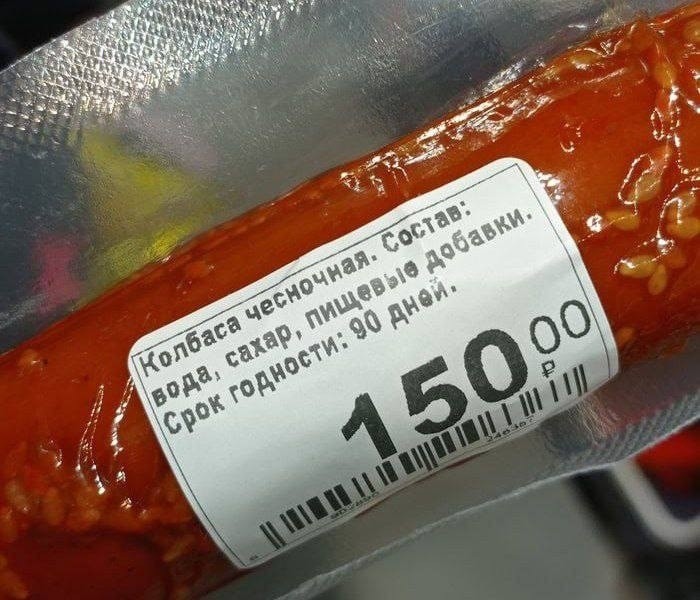 Колбаса чесночная. Состав:
вода, сахар, пищевые добавки.
Срок годности: 90 дней.
150 00
₽